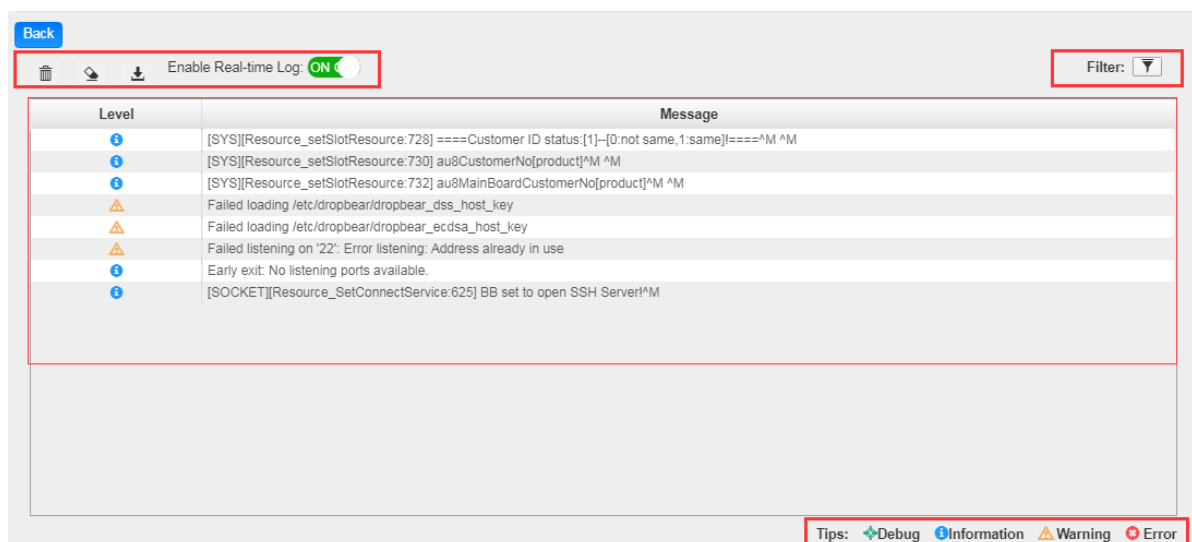 Back
Enable Real-time Log: ON
Filter:
Level Message
[SYS][Resource_setSlotResource:728] ====Customer ID status:[1]--[0:not same,1:same]!====^M ^M
[SYS][Resource_setSlotResource:730] au8CustomerNo[product]^M ^M
[SYS][Resource_setSlotResource:732] au8MainBoardCustomerNo[product]^M ^M
Failed loading /etc/dropbear/dropbear_dss_host_key
Failed loading /etc/dropbear/dropbear_ecdsa_host_key
Failed listening on '22': Error listening: Address already in use
Early exit: No listening ports available.
[SOCKET][Resource_SetConnectService:625] BB set to open SSH Server!^M
Tips: Debug Information Warning Error